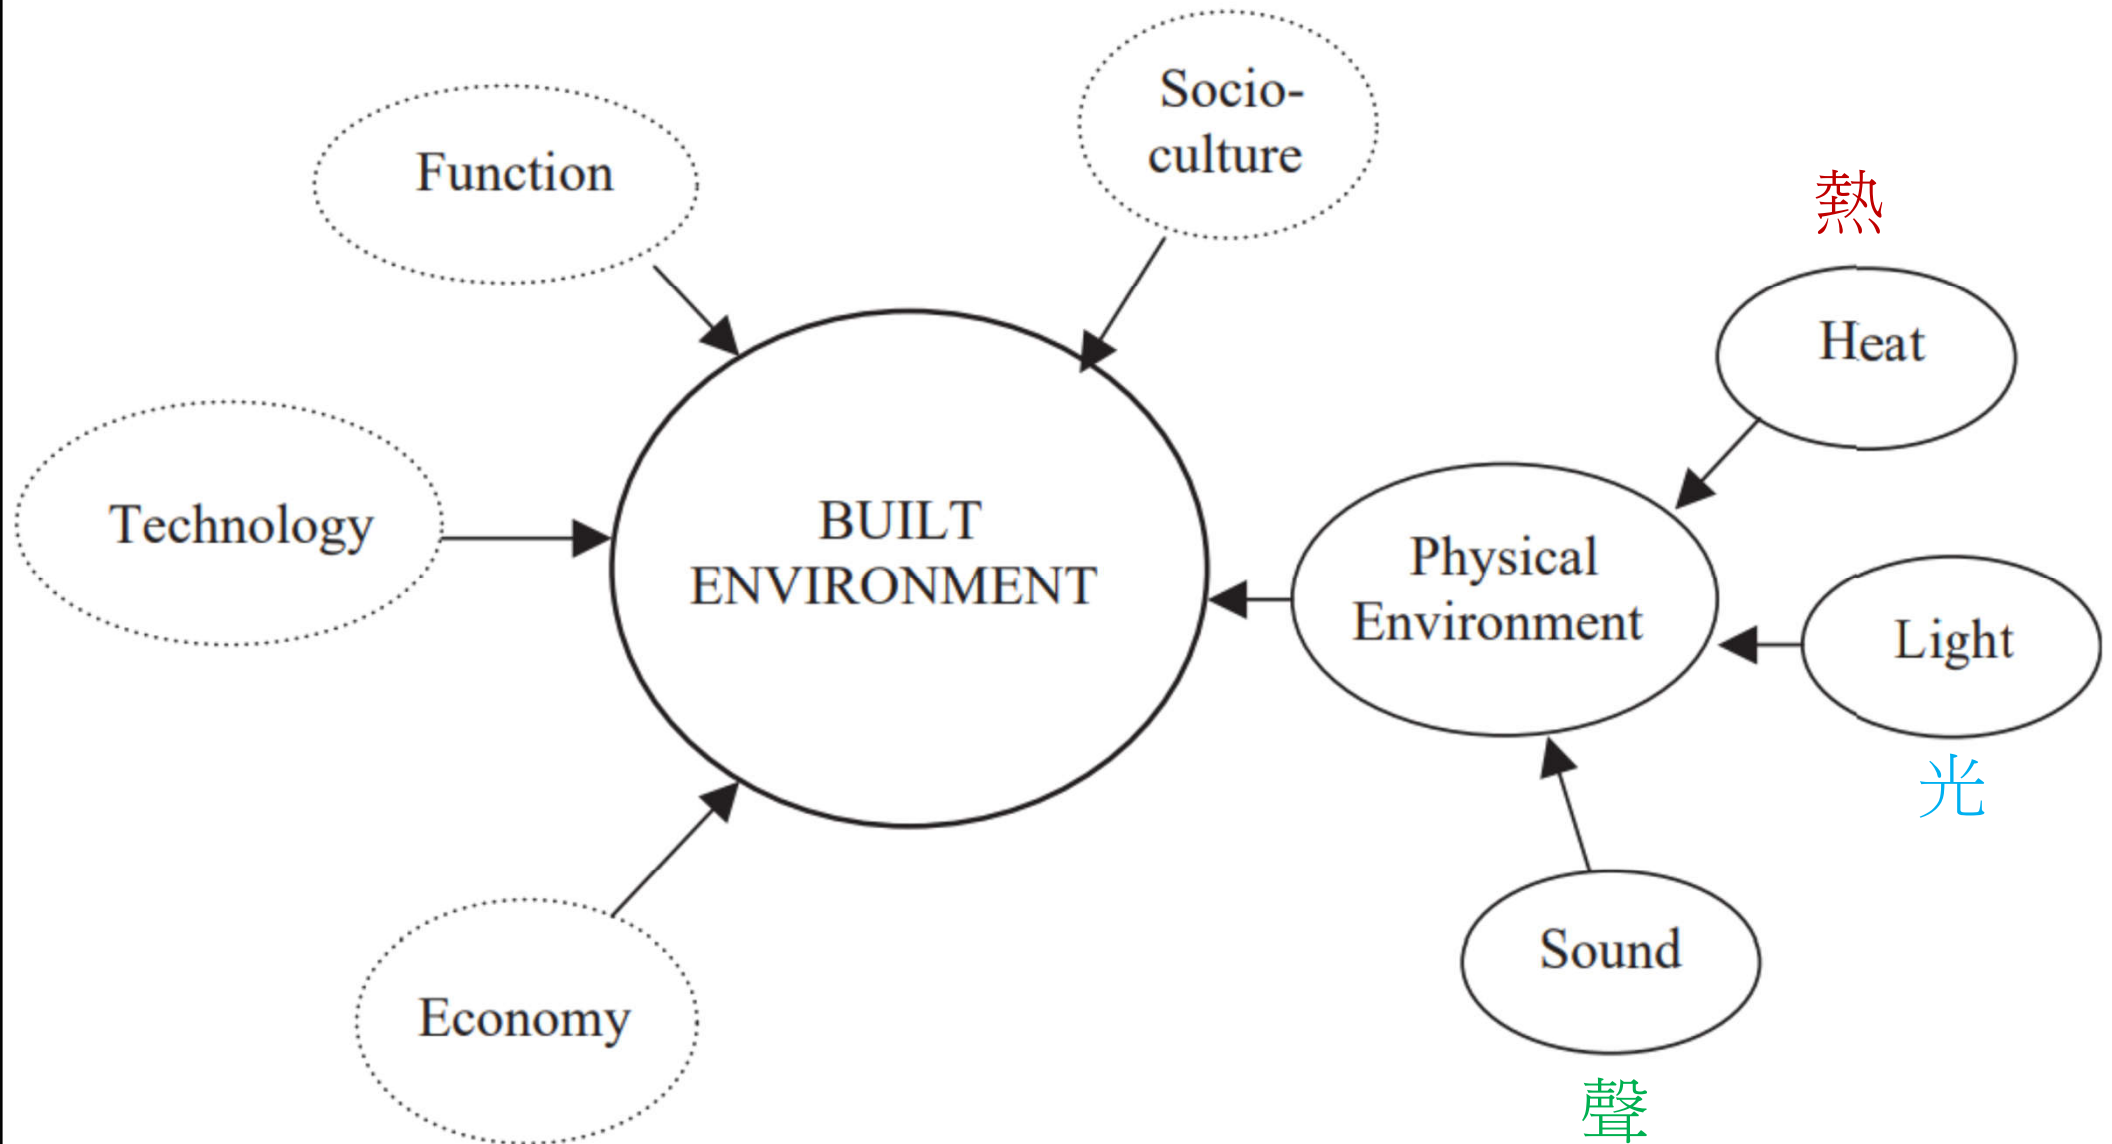 Socio-
culture
Function
熱
Heat
Technology
BUILT
ENVIRONMENT
Physical
Environment
Light
光
Sound
Economy
聲